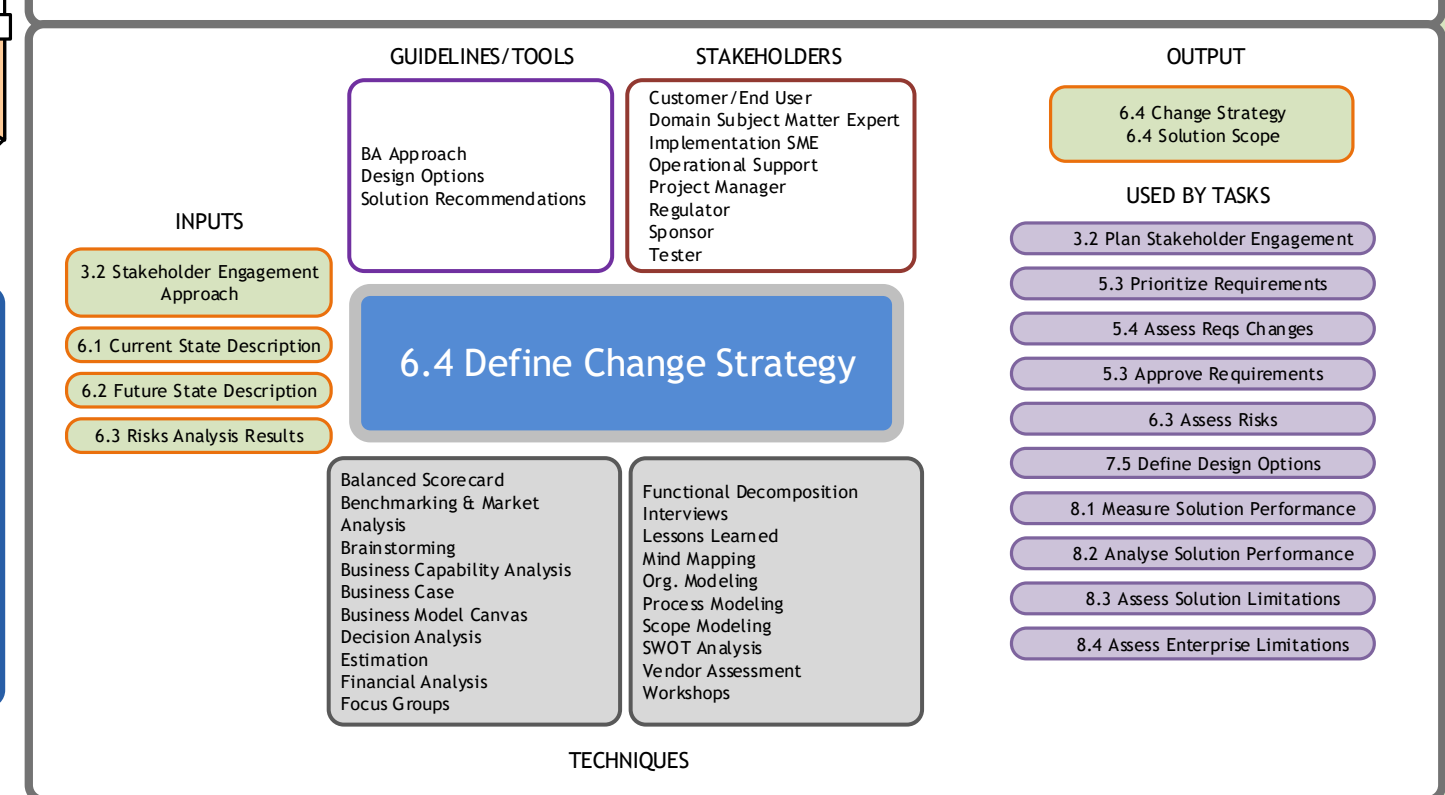 GUIDELINES/TOOLS
BA Approach
Design Options
Solution Recommendations
STAKEHOLDERS
Customer/End User
Domain Subject Matter Expert
Implementation SME
Operational Support
Project Manager
Regulator
Sponsor
Tester
OUTPUT
6.4 Change Strategy
6.4 Solution Scope
INPUTS
3.2 Stakeholder Engagement
Approach
6.1 Current State Description
6.2 Future State Description
6.3 Risks Analysis Results
6.4 Define Change Strategy
USED BY TASKS
3.2 Plan Stakeholder Engagement
5.3 Prioritize Requirements
5.4 Assess Reqs Changes
5.3 Approve Requirements
6.3 Assess Risks
7.5 Define Design Options
8.1 Measure Solution Performance
8.2 Analyse Solution Performance
8.3 Assess Solution Limitations
8.4 Assess Enterprise Limitations
Balanced Scorecard
Benchmarking & Market
Analysis
Brainstorming
Business Capability Analysis
Business Case
Business Model Canvas
Decision Analysis
Estimation
Financial Analysis
Focus Groups
Functional Decomposition
Interviews
Lessons Learned
Mind Mapping
Org. Modeling
Process Modeling
Scope Modeling
SWOT Analysis
Vendor Assessment
Workshops
TECHNIQUES